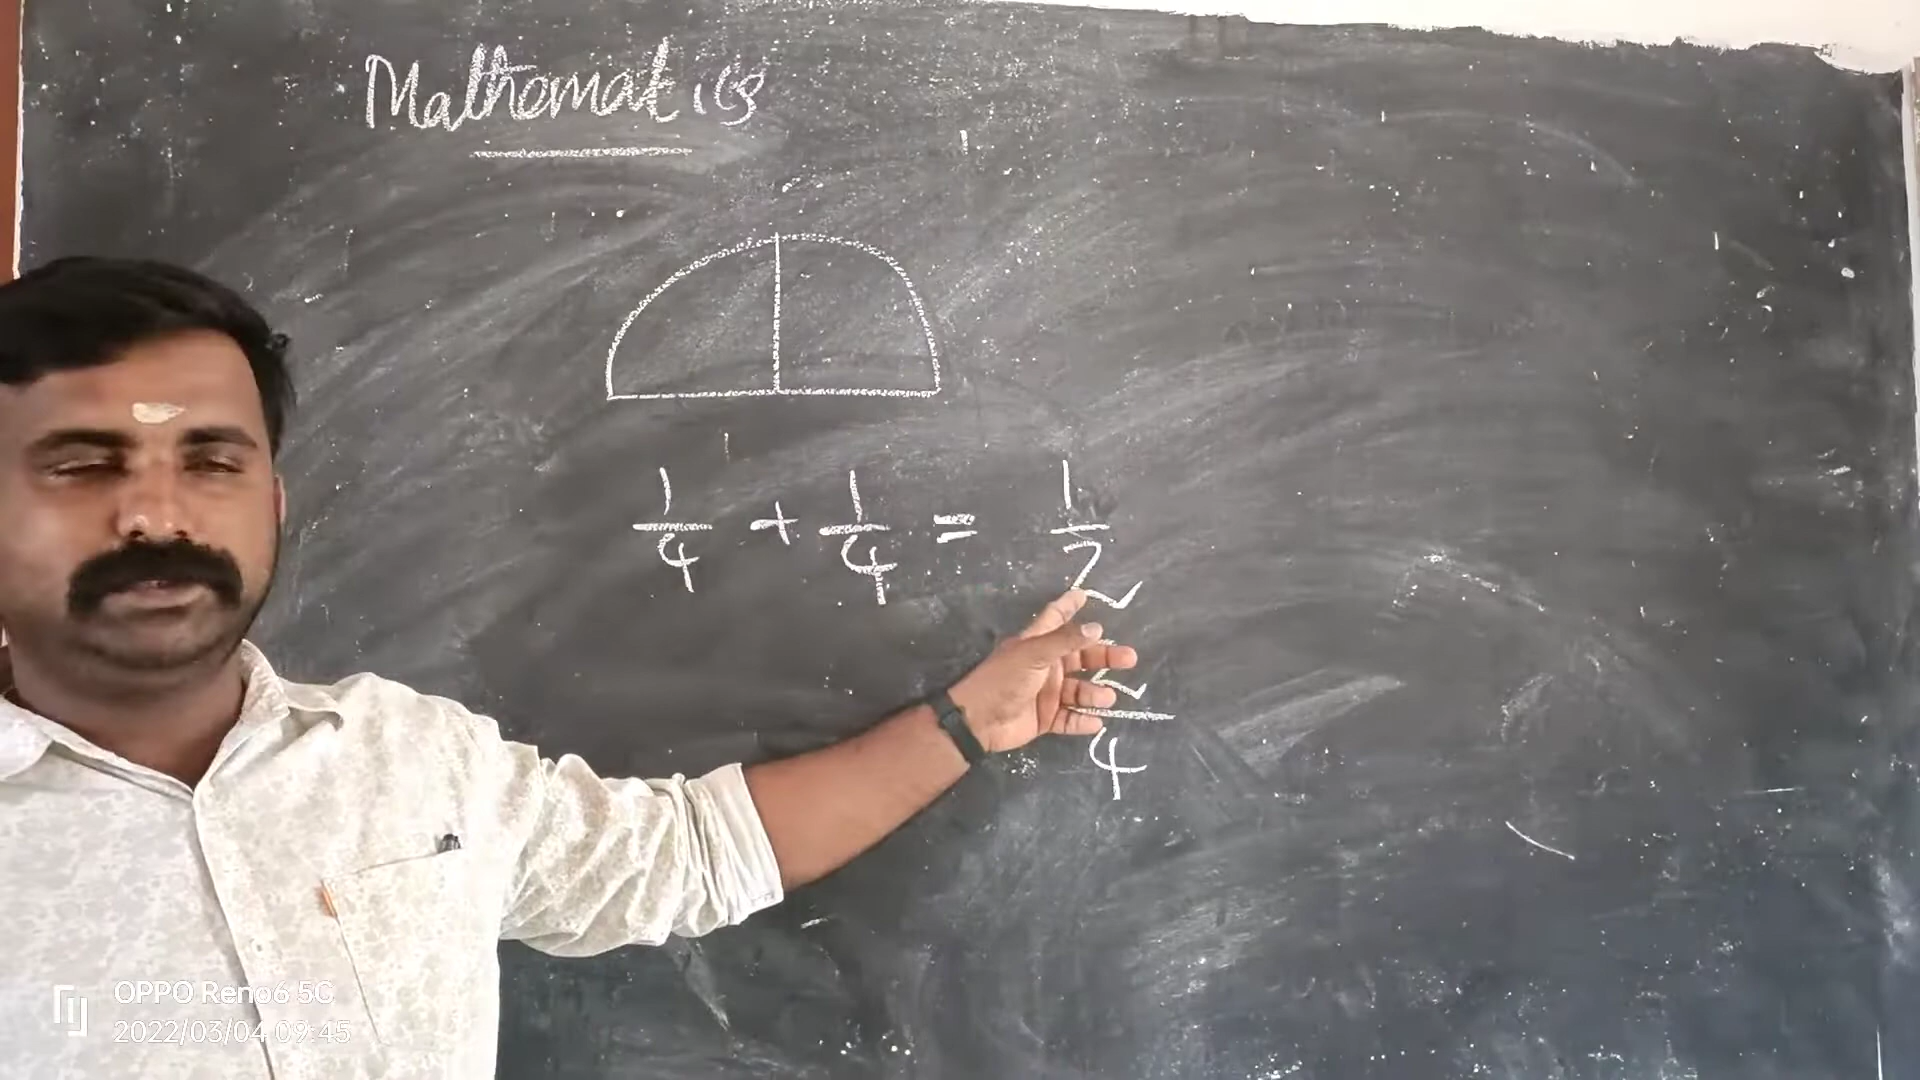 Mathematics
1/4 + 1/4 = 1/2
2/4
OPPO Reno6 5G
2022/03/04 09:45